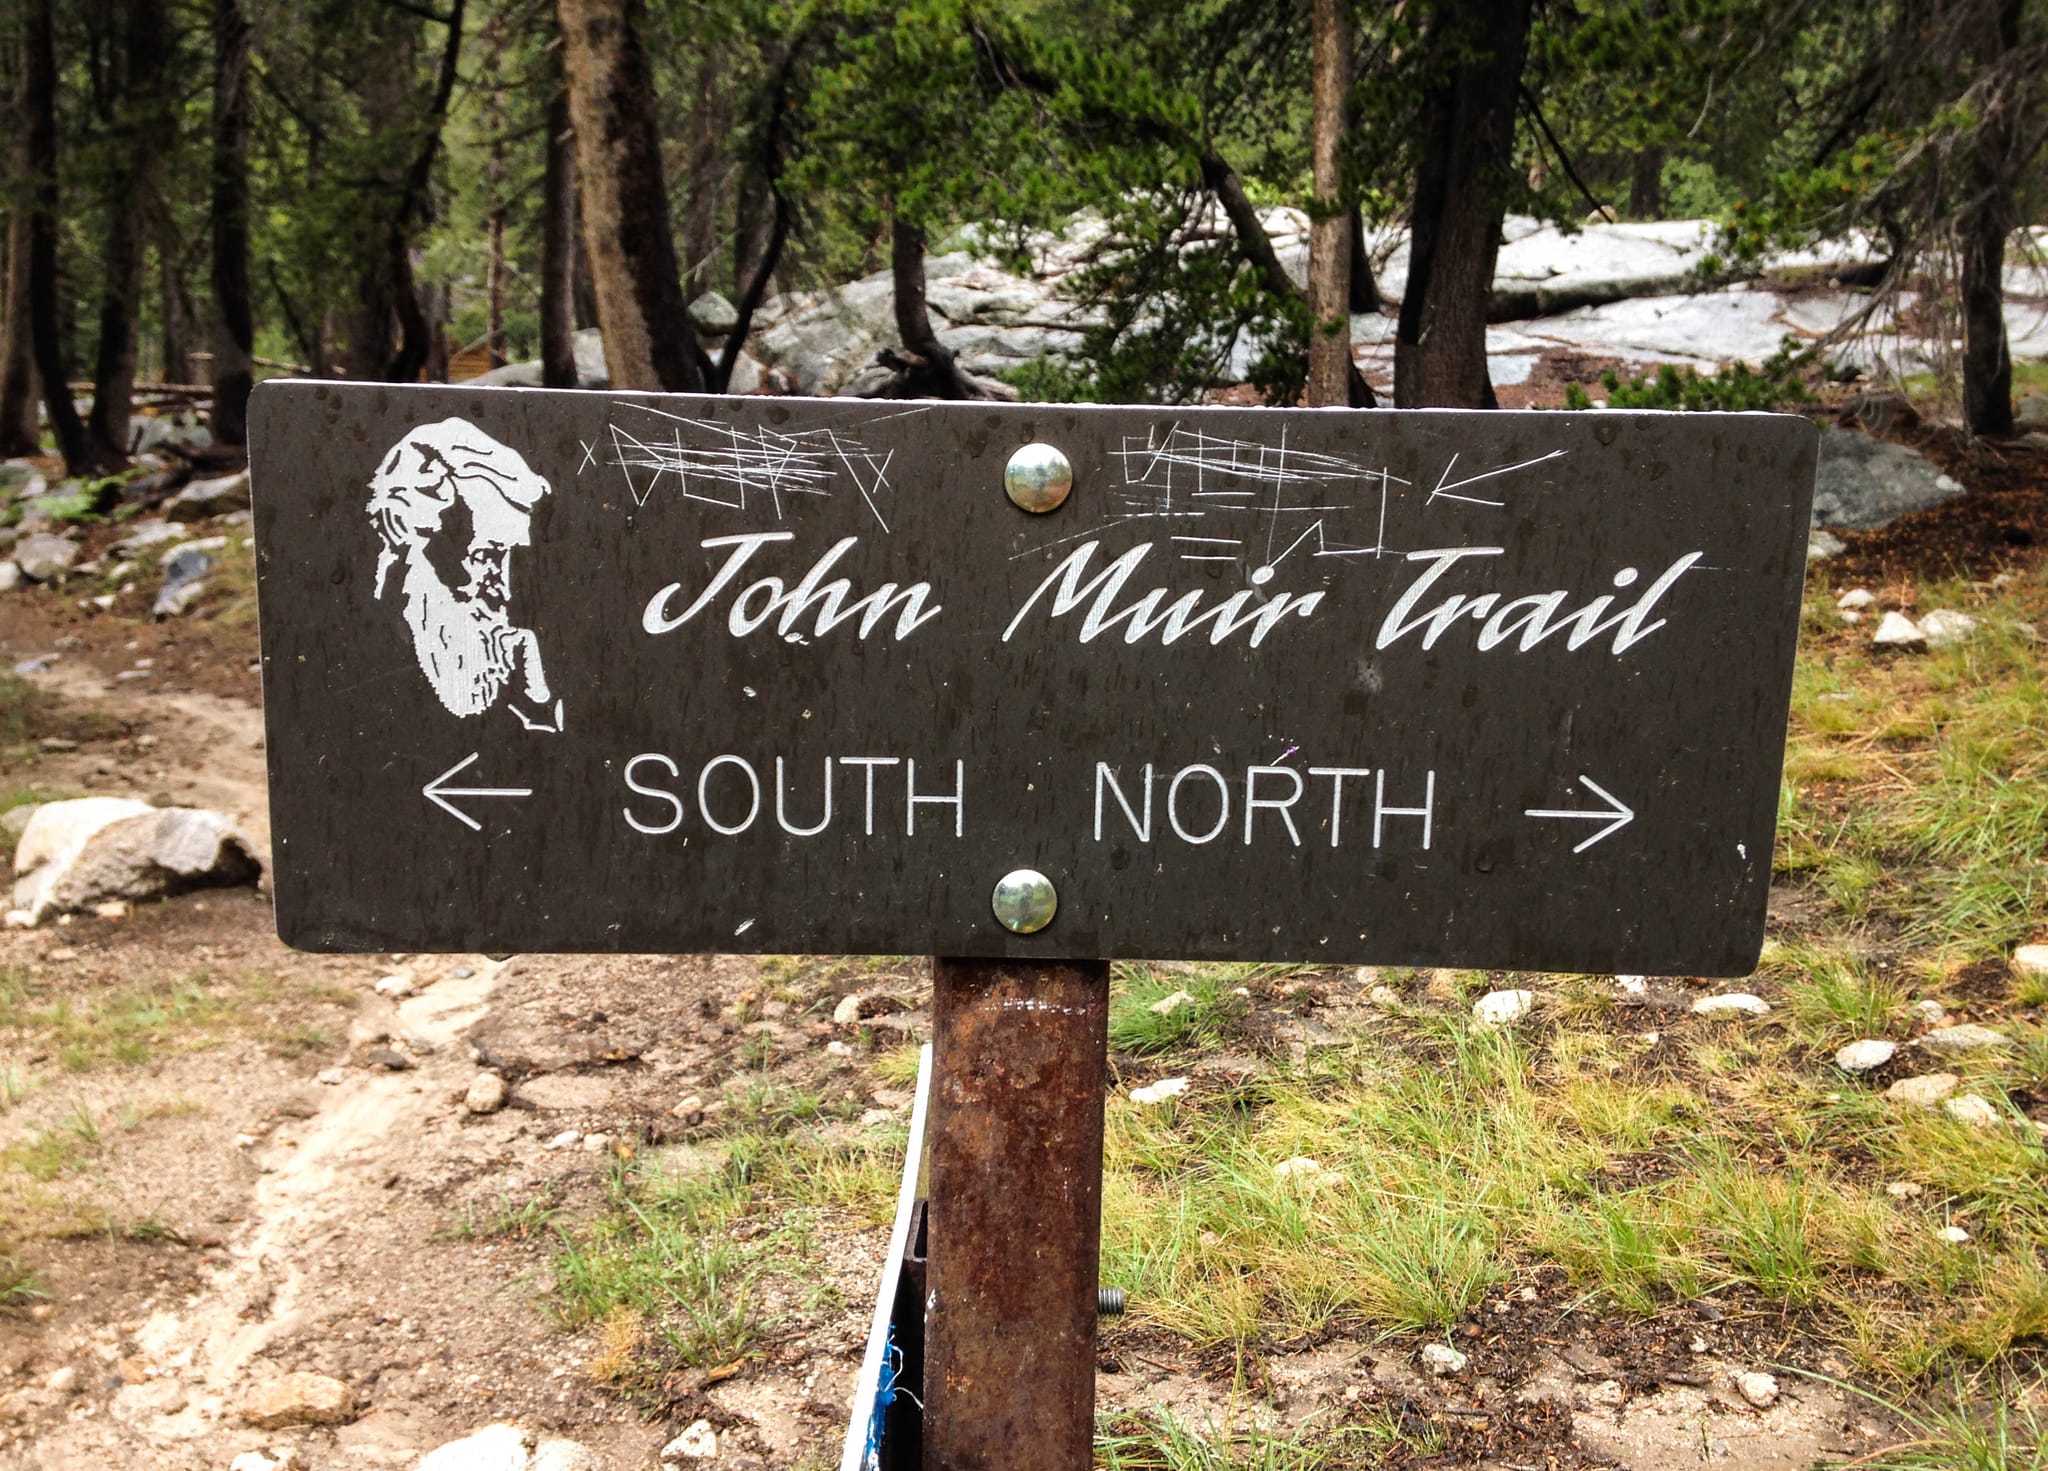 John Muir Trail
← SOUTH NORTH →